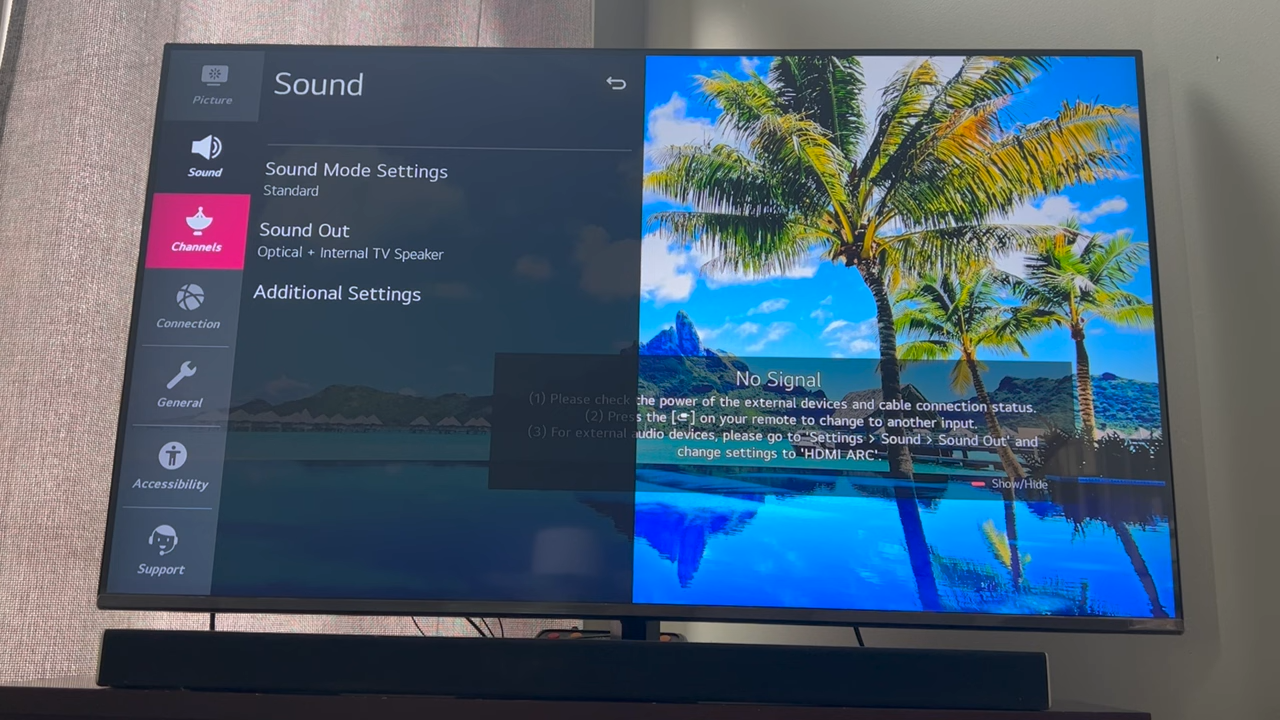 Picture
Sound
Sound
Sound Mode Settings
Standard
Channels
Sound Out
Optical + Internal TV Speaker
Additional Settings
Connection
General
Accessibility
Support
No Signal
(1) Please check the power of the external devices and cable connection status.
(2) Press the [ ] on your remote to change to another input.
(3) For external audio devices, please go to 'Settings > Sound > Sound Out' and
change settings to 'HDMI ARC'.
Show/Hide